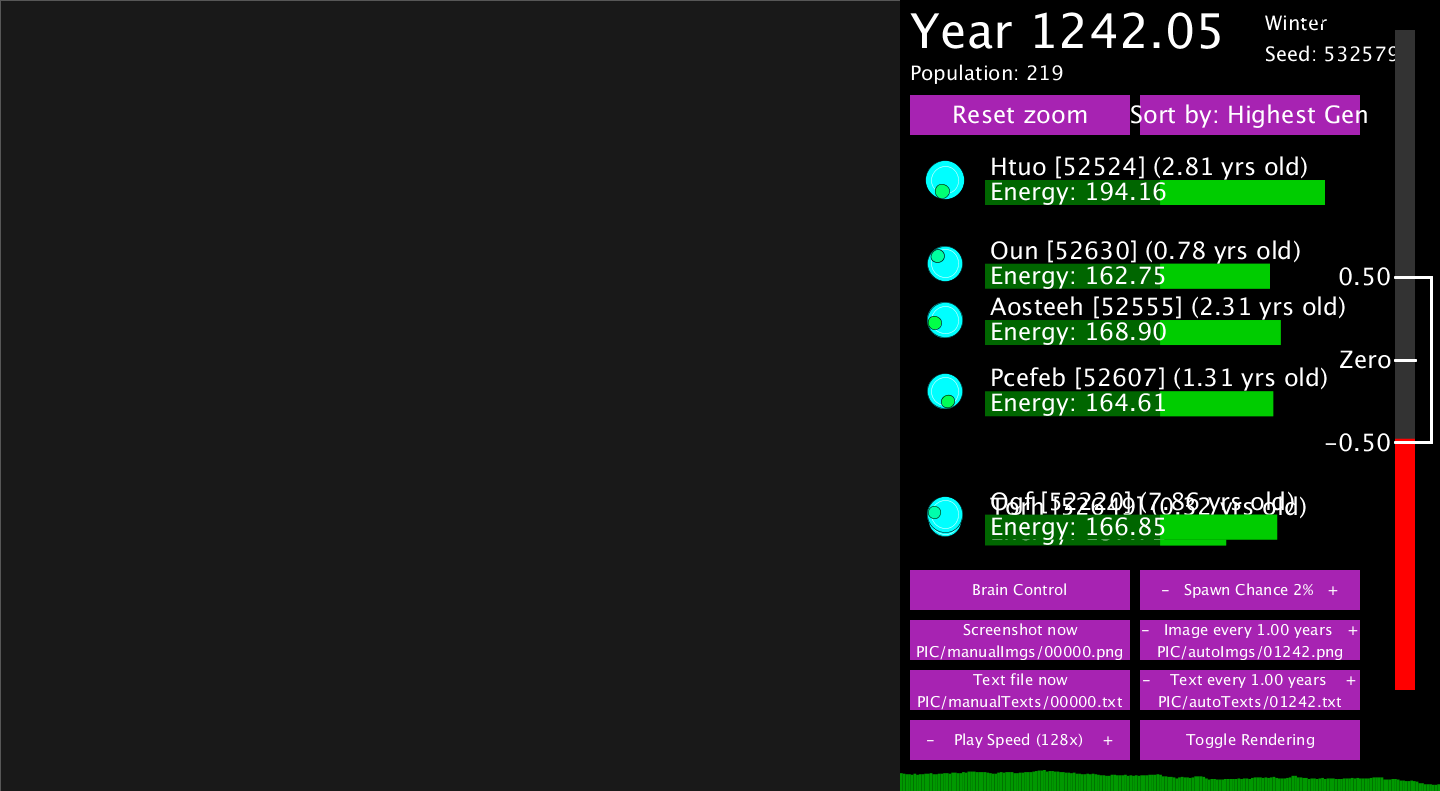 Year 1242.05
Winter
Seed: 532579
Population: 219
Reset zoom
Sort by: Highest Gen
Htuo [52524] (2.81 yrs old)
Energy: 194.16
Oun [52630] (0.78 yrs old)
Energy: 162.75
0.50
Aosteeh [52555] (2.31 yrs old)
Energy: 168.90
Zero
Pcefeb [52607] (1.31 yrs old)
Energy: 164.61
-0.50
Ogf [52220] (7.86 yrs old)
Torh [52649] (0.32 yrs old)
Energy: 166.85
Brain Control
- Spawn Chance 2% +
Screenshot now
PIC/manualImgs/00000.png
- Image every 1.00 years +
PIC/autoImgs/01242.png
Text file now
PIC/manualTexts/00000.txt
- Text every 1.00 years +
PIC/autoTexts/01242.txt
- Play Speed (128x) +
Toggle Rendering